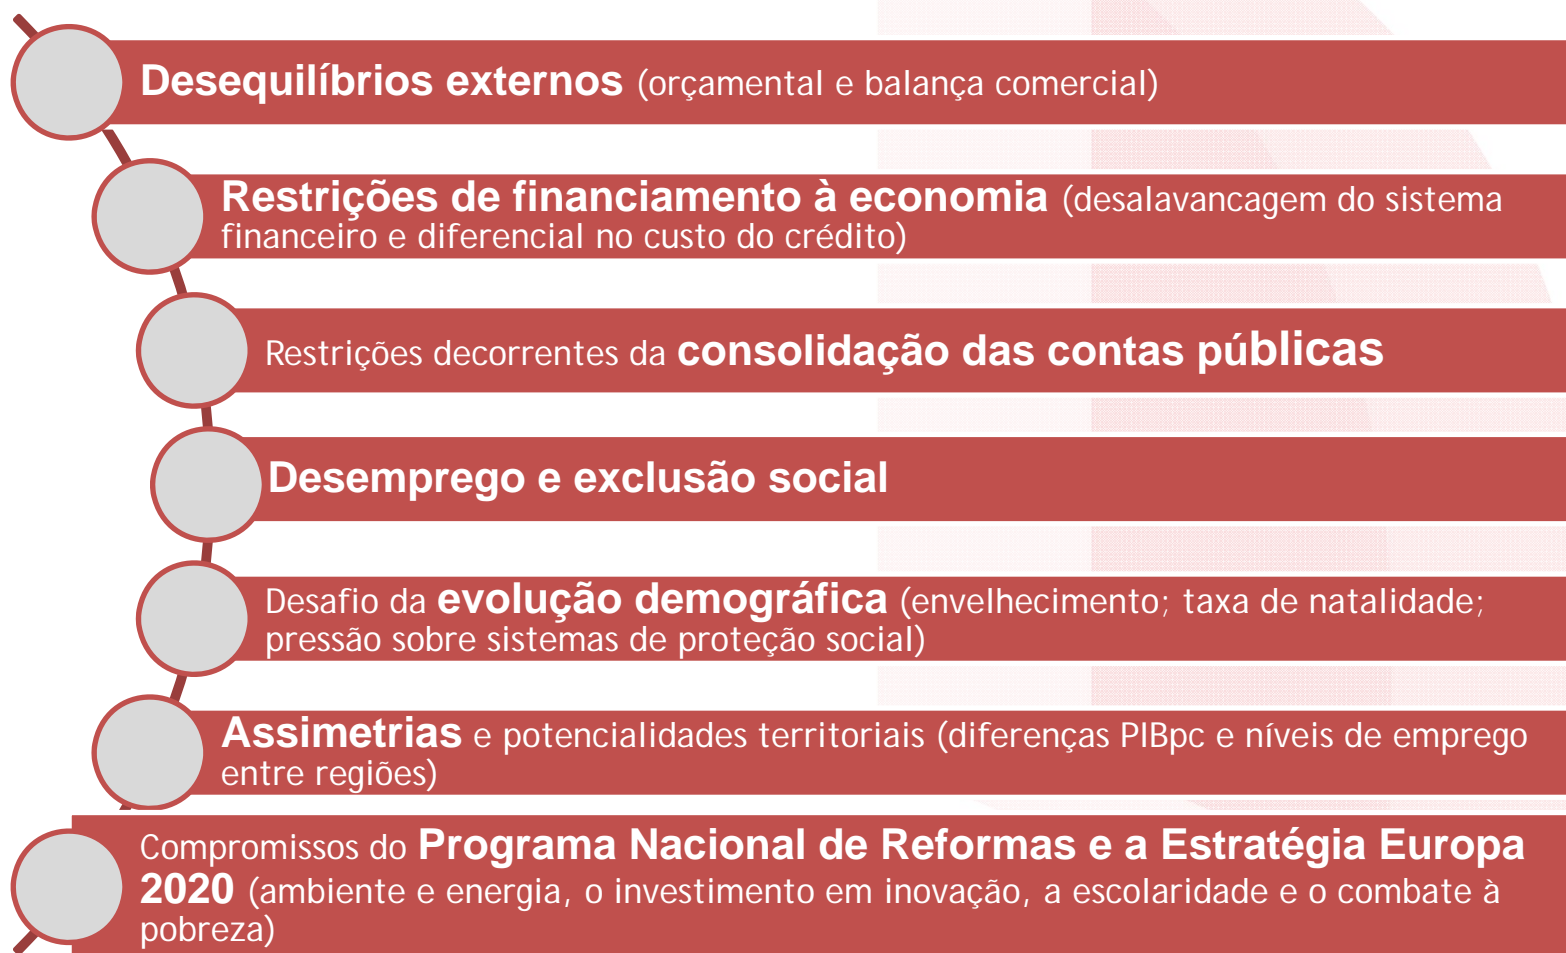 Desequilíbrios externos (orçamental e balança comercial)
Restrições de financiamento à economia (desalavancagem do sistema
financeiro e diferencial no custo do crédito)
Restrições decorrentes da consolidação das contas públicas
Desemprego e exclusão social
Desafio da evolução demográfica (envelhecimento; taxa de natalidade;
pressão sobre sistemas de proteção social)
Assimetrias e potencialidades territoriais (diferenças PIBpc e níveis de emprego
entre regiões)
Compromissos do Programa Nacional de Reformas e a Estratégia Europa
2020 (ambiente e energia, o investimento em inovação, a escolaridade e o combate à
pobreza)